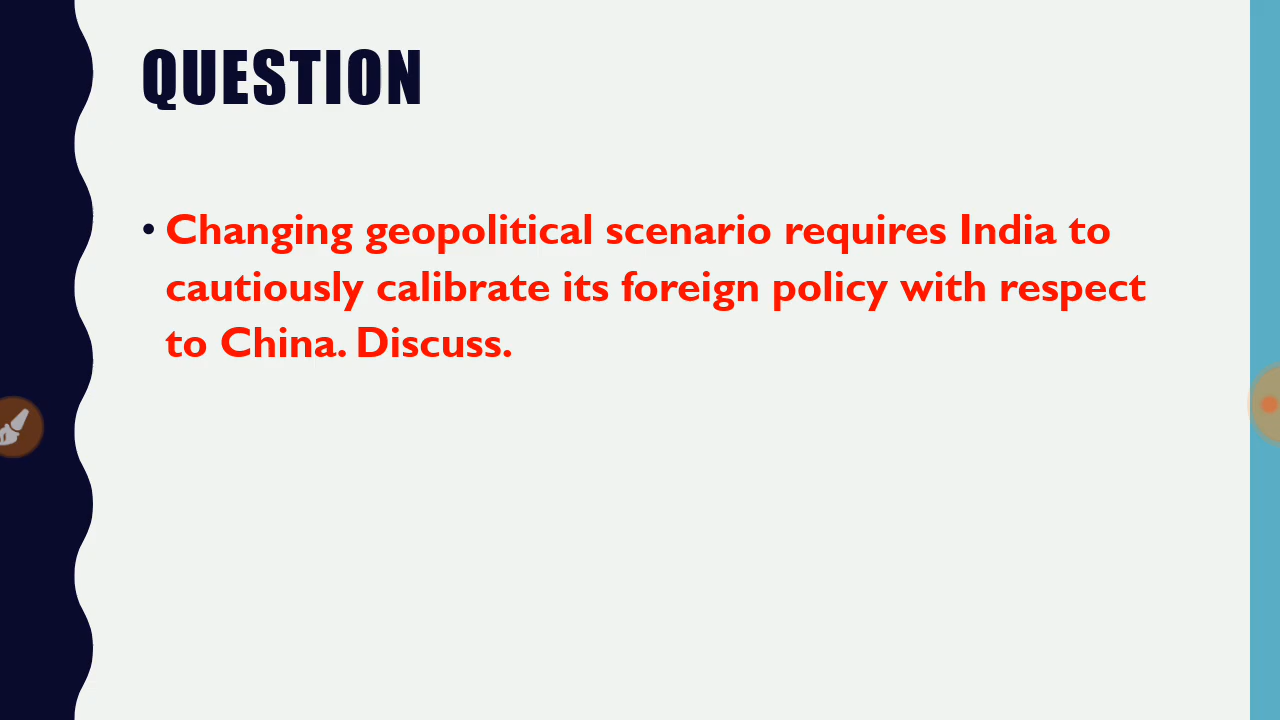 QUESTION
• Changing geopolitical scenario requires India to
cautiously calibrate its foreign policy with respect
to China. Discuss.